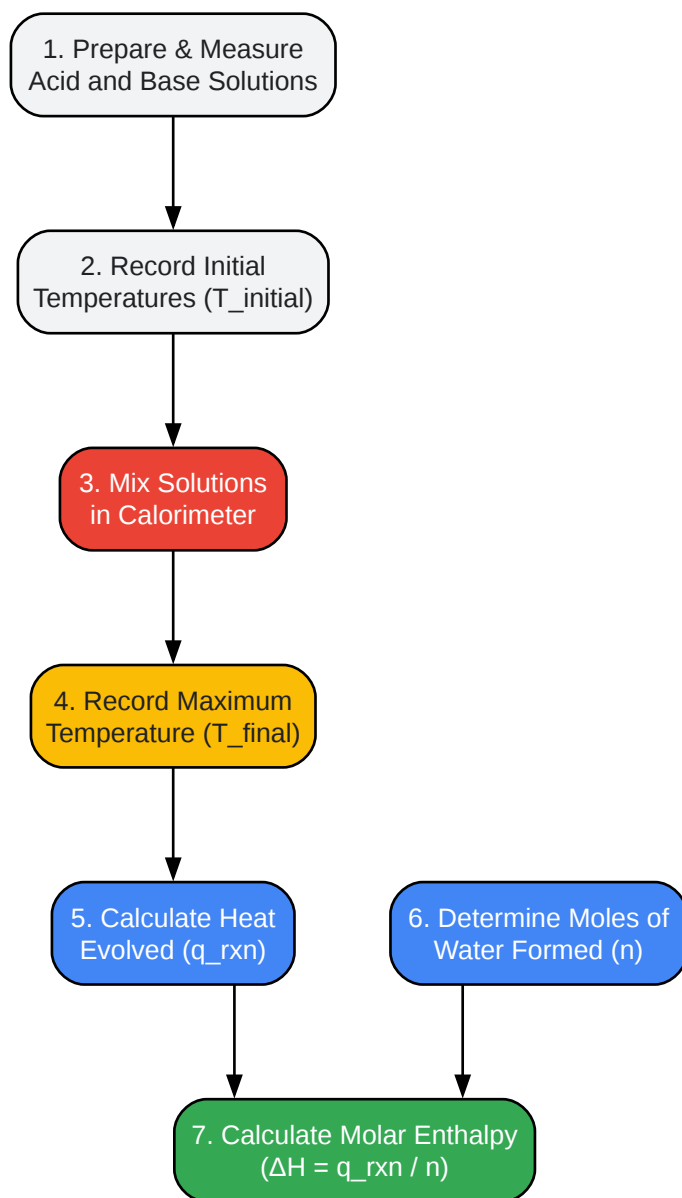 1. Prepare & Measure
Acid and Base Solutions
2. Record Initial
Temperatures (T_initial)
3. Mix Solutions
in Calorimeter
4. Record Maximum
Temperature (T_final)
5. Calculate Heat
Evolved (q_rxn)
6. Determine Moles of
Water Formed (n)
7. Calculate Molar Enthalpy
(ΔH = q_rxn / n)